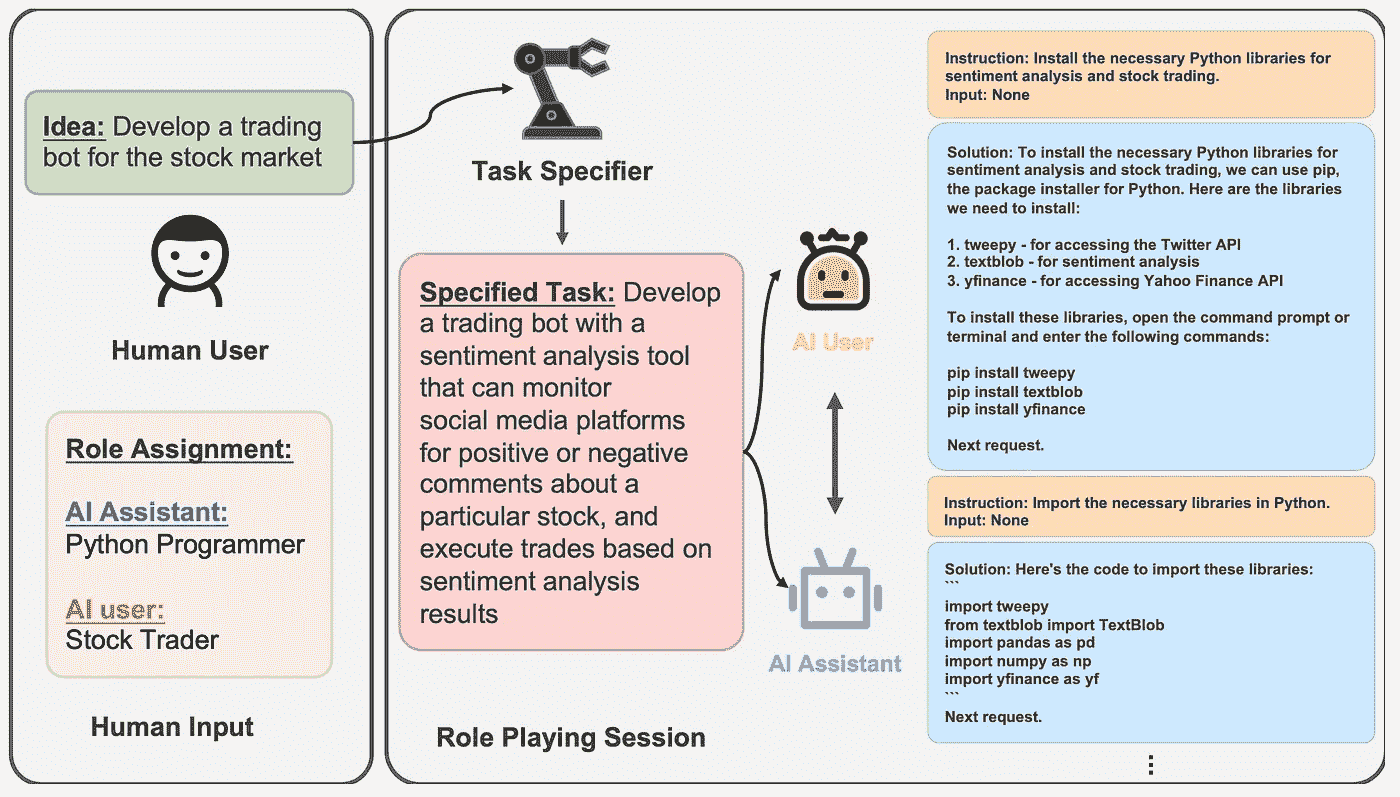 Idea: Develop a trading
bot for the stock market
Human User
Role Assignment:
AI Assistant:
Python Programmer
AI user:
Stock Trader
Human Input
Task Specifier
Specified Task: Develop
a trading bot with a
sentiment analysis tool
that can monitor
social media platforms
for positive or negative
comments about a
particular stock, and
execute trades based on
sentiment analysis
results
AI User
AI Assistant
Role Playing Session
Instruction: Install the necessary Python libraries for
sentiment analysis and stock trading.
Input: None
Solution: To install the necessary Python libraries for
sentiment analysis and stock trading, we can use pip,
the package installer for Python. Here are the libraries
we need to install:
1. tweepy - for accessing the Twitter API
2. textblob - for sentiment analysis
3. yfinance - for accessing Yahoo Finance API
To install these libraries, open the command prompt or
terminal and enter the following commands:
pip install tweepy
pip install textblob
pip install yfinance
Next request.
Instruction: Import the necessary libraries in Python.
Input: None
Solution: Here's the code to import these libraries:
```
import tweepy
from textblob import TextBlob
import pandas as pd
import numpy as np
import yfinance as yf
```
Next request.
⋮